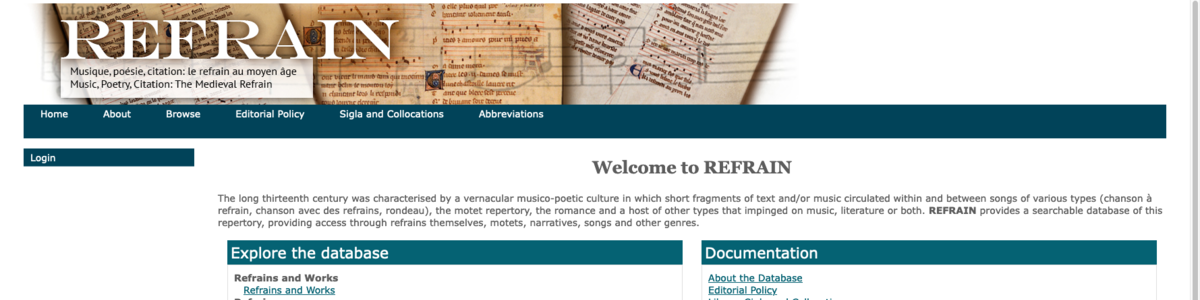 REFRAIN
Musique, poésie, citation: le refrain au moyen âge
Music, Poetry, Citation: The Medieval Refrain
Home About Browse Editorial Policy Sigla and Collocations Abbreviations
Login
Welcome to REFRAIN
The long thirteenth century was characterised by a vernacular musico-poetic culture in which short fragments of text and/or music circulated within and between songs of various types (chanson à
refrain, chanson avec des refrains, rondeau), the motet repertory, the romance and a host of other types that impinged on music, literature or both. REFRAIN provides a searchable database of this
repertory, providing access through refrains themselves, motets, narratives, songs and other genres.
Explore the database
Refrains and Works
Refrains and Works
Documentation
About the Database
Editorial Policy